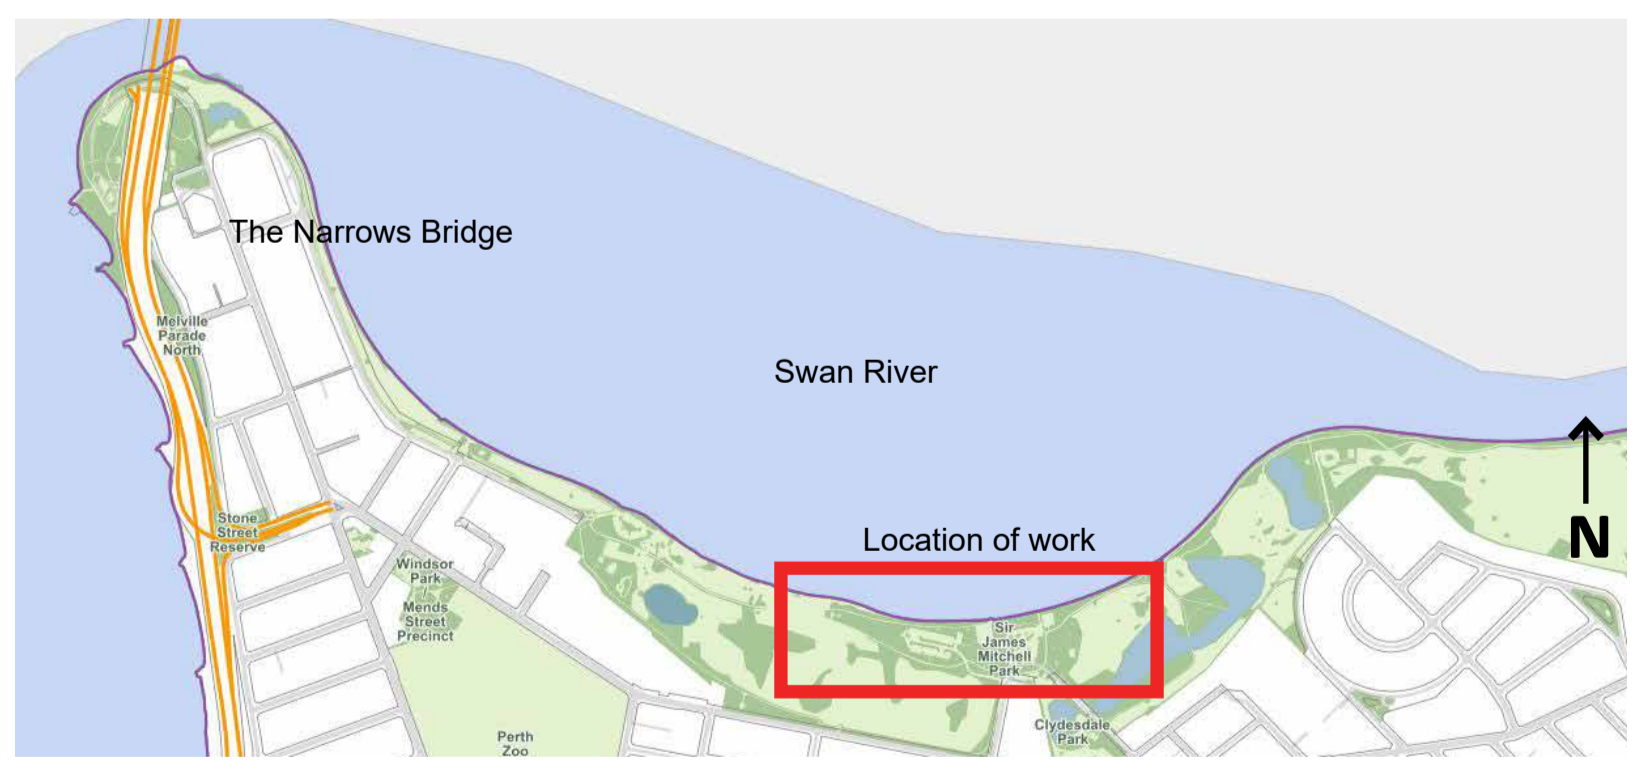 The Narrows Bridge
Melville
Parade
North
Swan River
Stone
Street
Reserve
Location of work
N
Windsor
Park
/
Mends
Street
Precinct
Sir
James
Mitchell
Park
Perth
Zoo
Clydesdale
Park